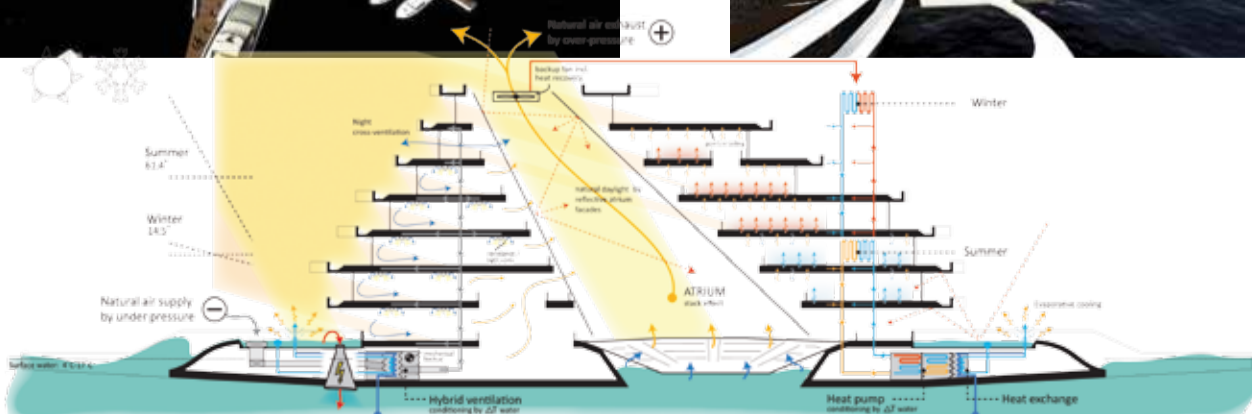 Natural air exhaust
by over-pressure
+
backup fan incl.
heat recovery
Winter
Night
cross-ventilation
Summer
61.4°
natural daylight by
reflective atrium
facades
Winter
14.5°
Summer
ATRIUM
stack effect
Natural air supply
by under pressure
Evaporative cooling
mechanical
backup
Surface water
Hybrid ventilation
conditioning by ΔT water
Heat pump
conditioning by ΔT water
Heat exchange